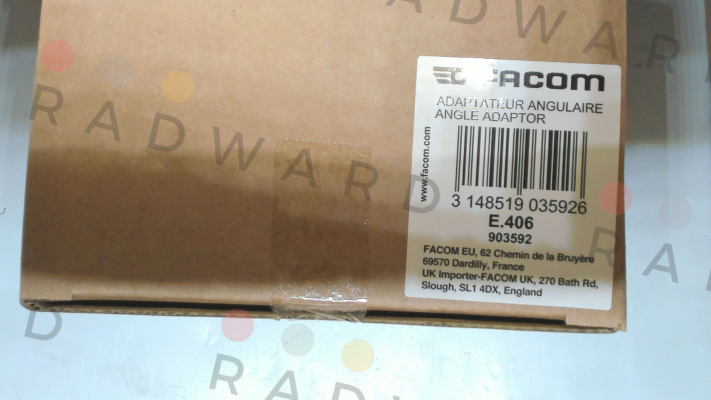 FACOM
ADAPTATEUR ANGULAIRE
ANGLE ADAPTOR
www.facom.com
3 148519 035926
E.406
903592
FACOM EU, 62 Chemin de la Bruyère
69570 Dardilly, France
UK Importer-FACOM UK, 270 Bath Rd,
Slough, SL1 4DX, England
RADWARD
RADWARD
RADWARD
RAD
D
RAD